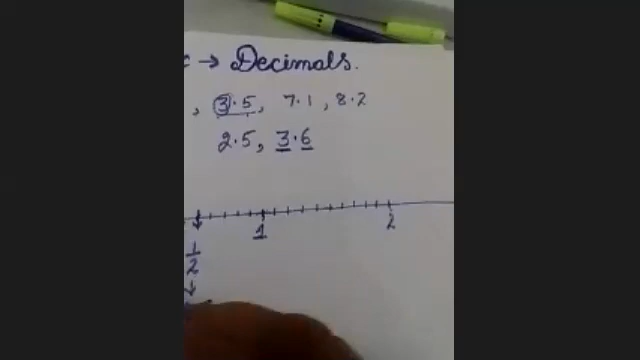 → Decimals.
, 3.5, 7.1, 8.2
2.5, 3.6
1 2
1/2
↓